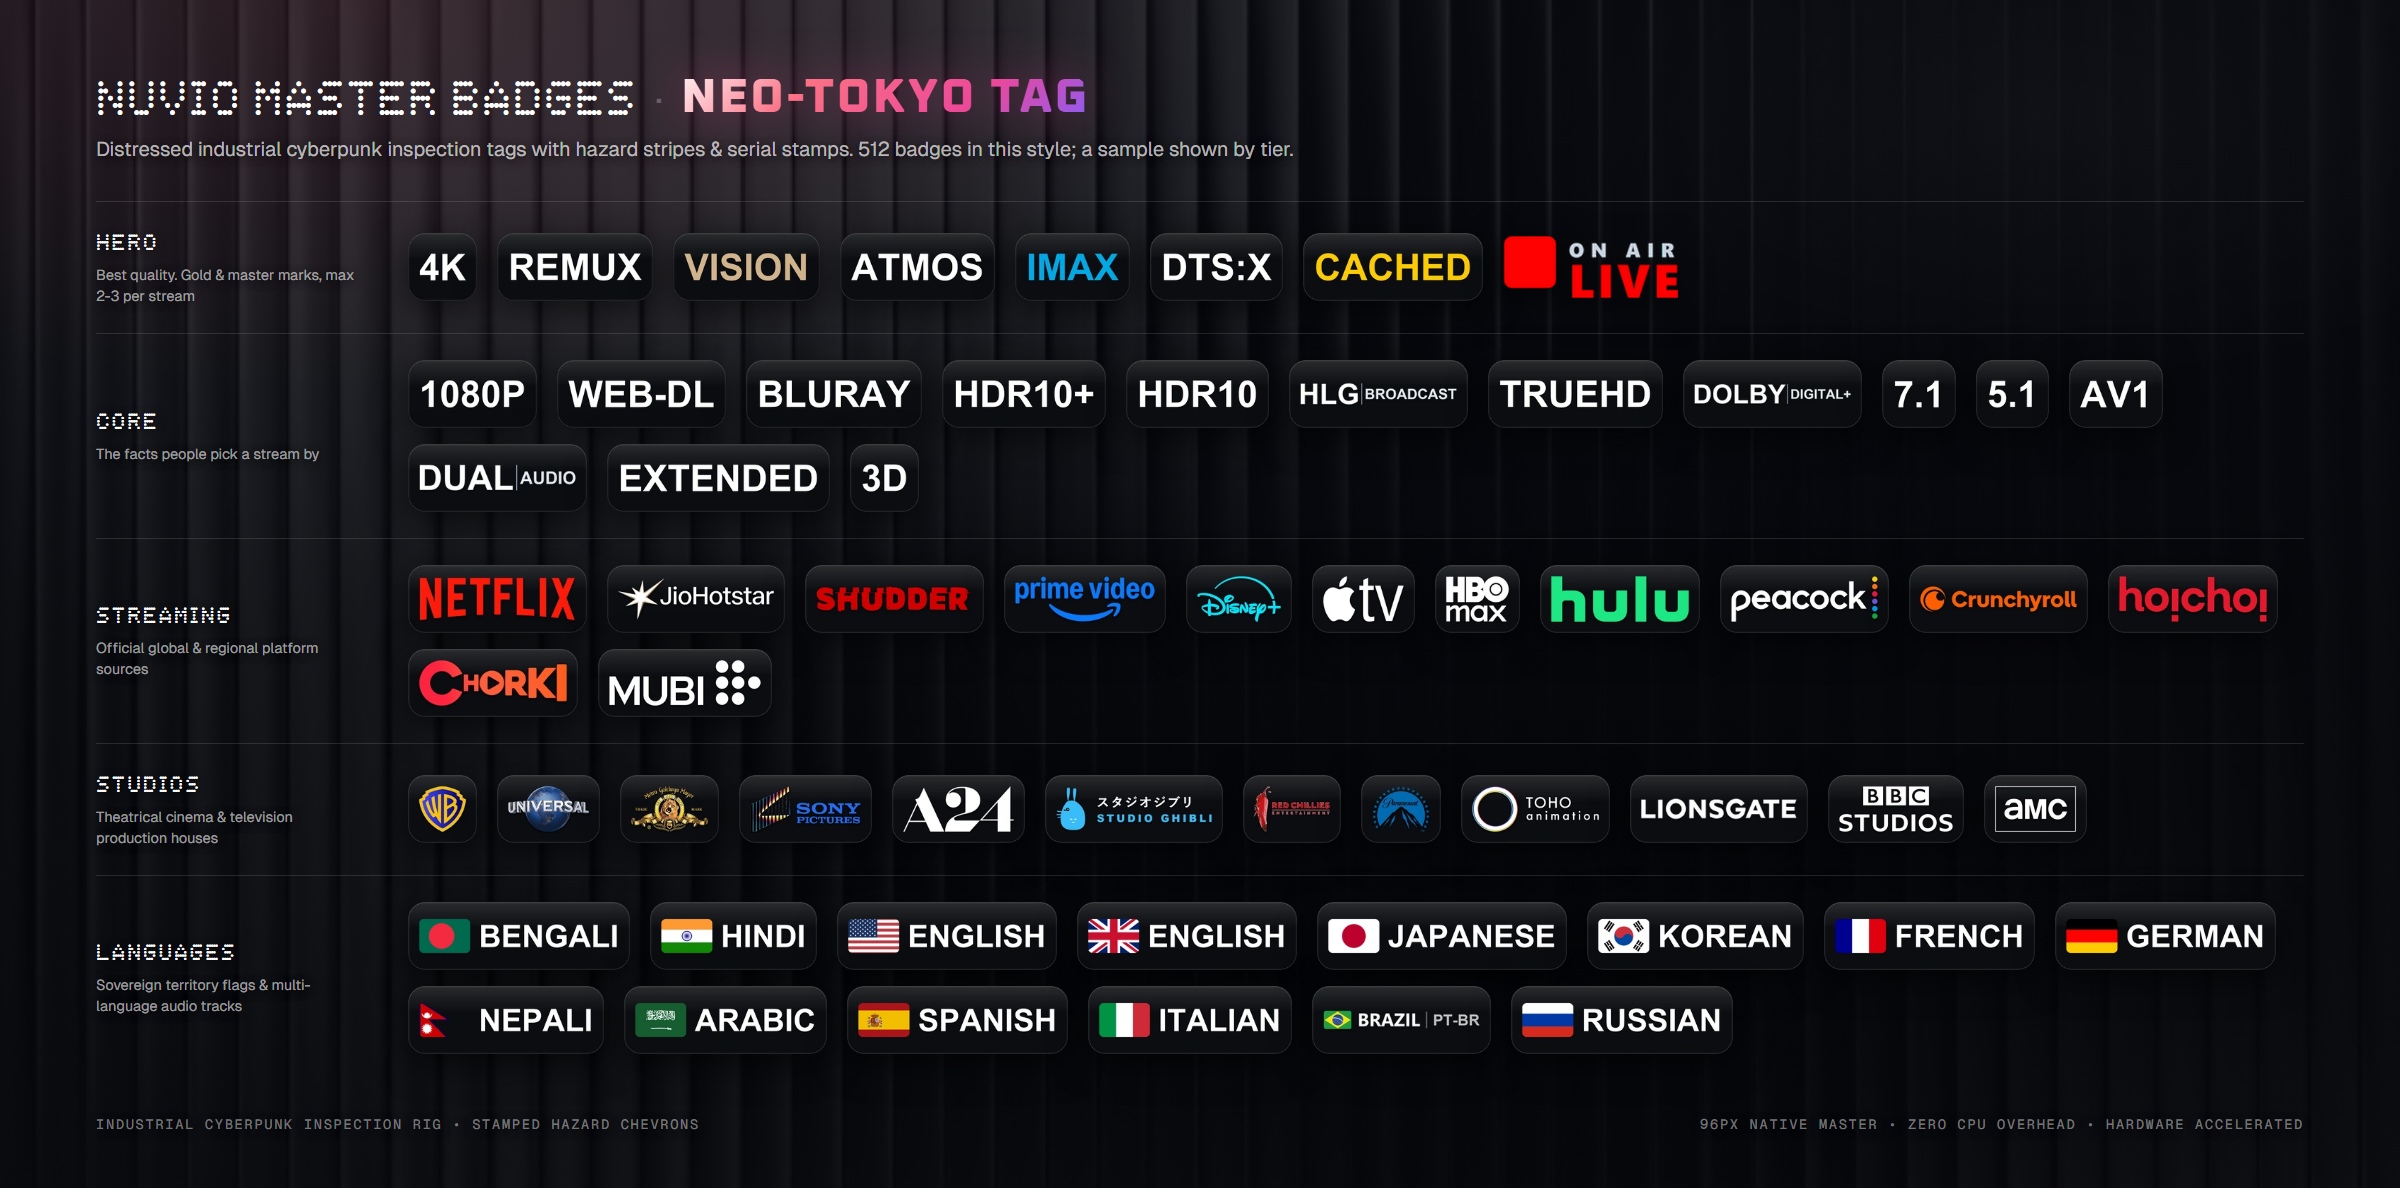 NUVIO MASTER BADGES · NEO-TOKYO TAG
Distressed industrial cyberpunk inspection tags with hazard stripes & serial stamps. 512 badges in this style; a sample shown by tier.
HERO
Best quality. Gold & master marks, max
2-3 per stream
4K REMUX VISION ATMOS IMAX DTS:X CACHED ON AIR
LIVE
CORE
The facts people pick a stream by
1080P WEB-DL BLURAY HDR10+ HDR10 HLG|BROADCAST TRUEHD DOLBY|DIGITAL+ 7.1 5.1 AV1
DUAL|AUDIO EXTENDED 3D
STREAMING
Official global & regional platform
sources
NETFLIX JioHotstar SHUDDER prime video Disney+ tv HBO max hulu peacock Crunchyroll hoichoi
CHORKI MUBI
STUDIOS
Theatrical cinema & television
production houses
WB UNIVERSAL SONY PICTURES A24 スタジオジブリ STUDIO GHIBLI RED CHILLIES ENTERTAINMENT Paramount TOHO animation LIONSGATE BBC STUDIOS aMC
LANGUAGES
Sovereign territory flags & multi-
language audio tracks
BENGALI HINDI ENGLISH ENGLISH JAPANESE KOREAN FRENCH GERMAN
NEPALI ARABIC SPANISH ITALIAN BRAZIL | PT-BR RUSSIAN
INDUSTRIAL CYBERPUNK INSPECTION RIG • STAMPED HAZARD CHEVRONS
96PX NATIVE MASTER • ZERO CPU OVERHEAD • HARDWARE ACCELERATED